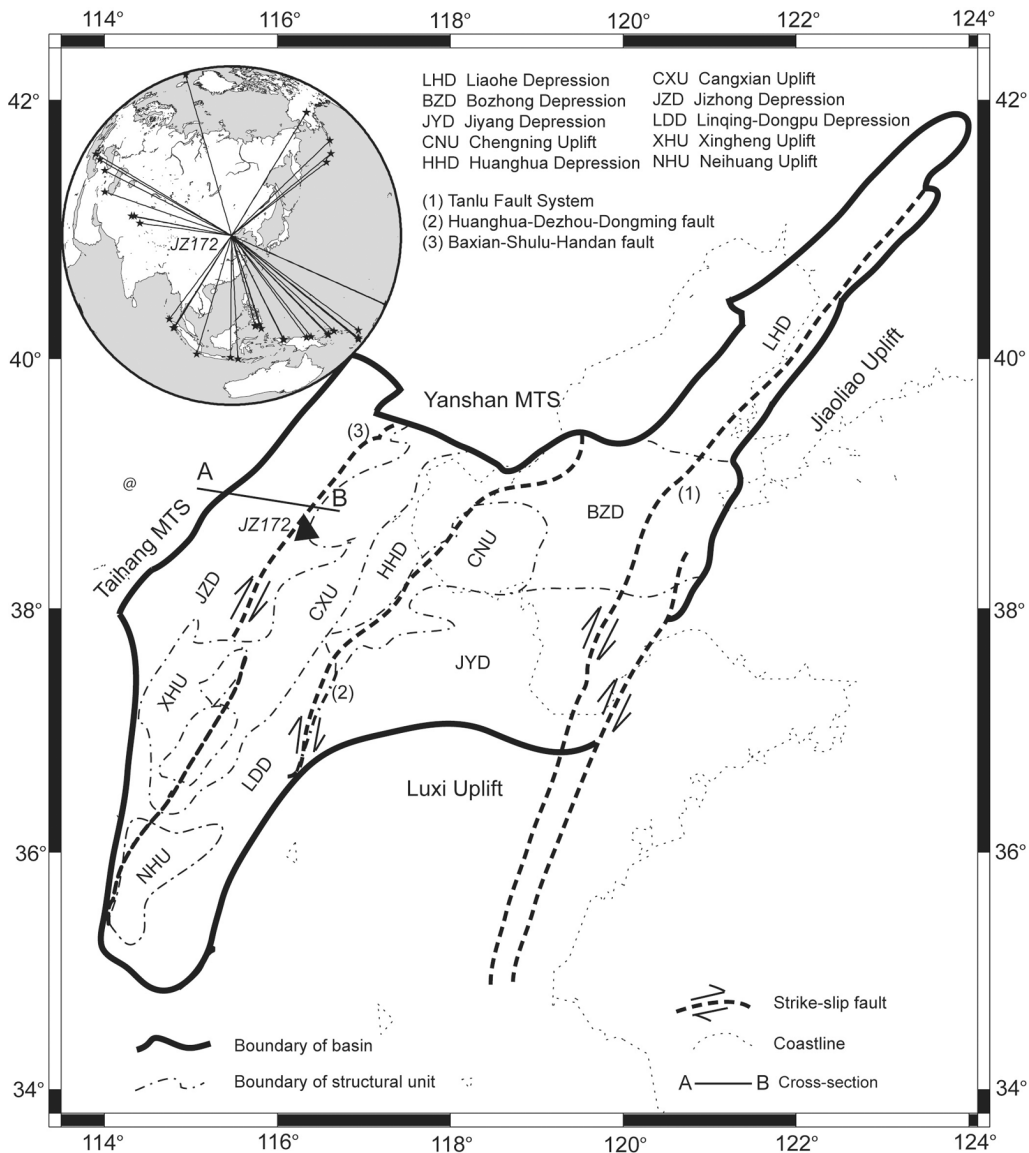 114° 116° 118° 120° 122° 124°
42° 42°
LHD Liaohe Depression CXU Cangxian Uplift
BZD Bozhong Depression JZD Jizhong Depression
JYD Jiyang Depression LDD Linqing-Dongpu Depression
CNU Chengning Uplift XHU Xingheng Uplift
HHD Huanghua Depression NHU Neihuang Uplift
(1) Tanlu Fault System
(2) Huanghua-Dezhou-Dongming fault
(3) Baxian-Shulu-Handan fault
JZ172
LHD
40° 40°
Jiaoliao Uplift
Yanshan MTS
(3)
A
@
B
(1)
BZD
JZ172
Taihang MTS
HHD
CNU
JZD
CXU
38° 38°
JYD
XHU
(2)
LDD
Luxi Uplift
36° 36°
NHU
Strike-slip fault
Boundary of basin
Coastline
Boundary of structural unit
A B Cross-section
34° 34°
114° 116° 118° 120° 122° 124°